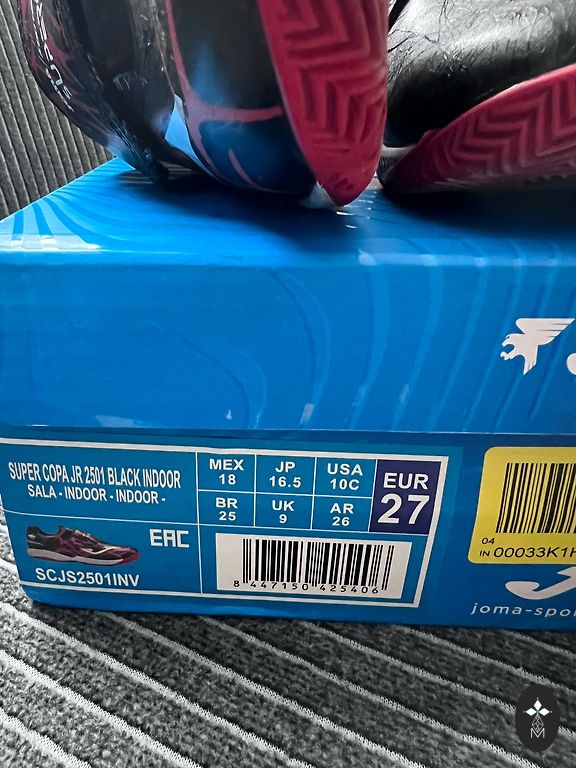 SUPER COPA JR 2501 BLACK INDOOR
SALA - INDOOR - INDOOR -
MEX
18
JP
16.5
USA
10C
EUR
27
BR
25
UK
9
AR
26
EAC
SCJS2501INV
8 447150 425406
04
IN 00033K1H
joma-spor
M